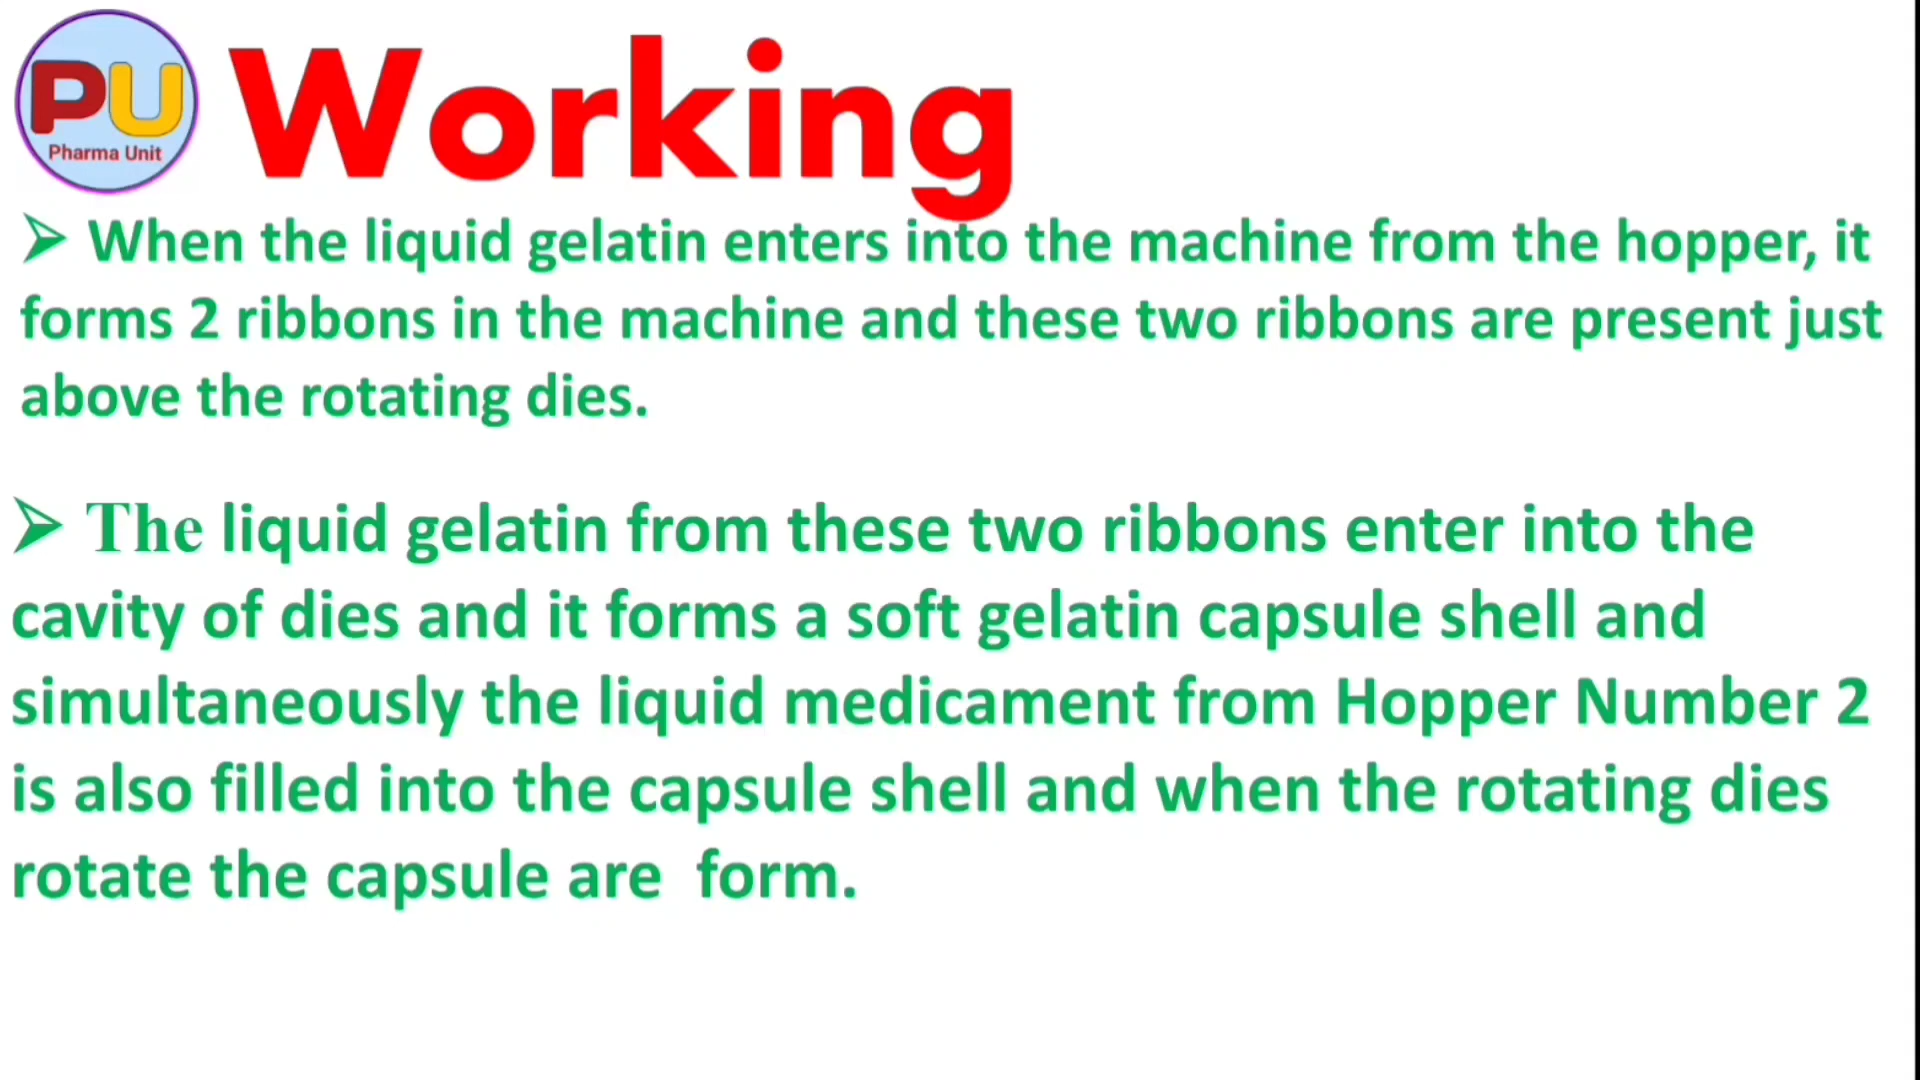 PU
Pharma Unit
Working
➢ When the liquid gelatin enters into the machine from the hopper, it
forms 2 ribbons in the machine and these two ribbons are present just
above the rotating dies.
➢ The liquid gelatin from these two ribbons enter into the
cavity of dies and it forms a soft gelatin capsule shell and
simultaneously the liquid medicament from Hopper Number 2
is also filled into the capsule shell and when the rotating dies
rotate the capsule are  form.